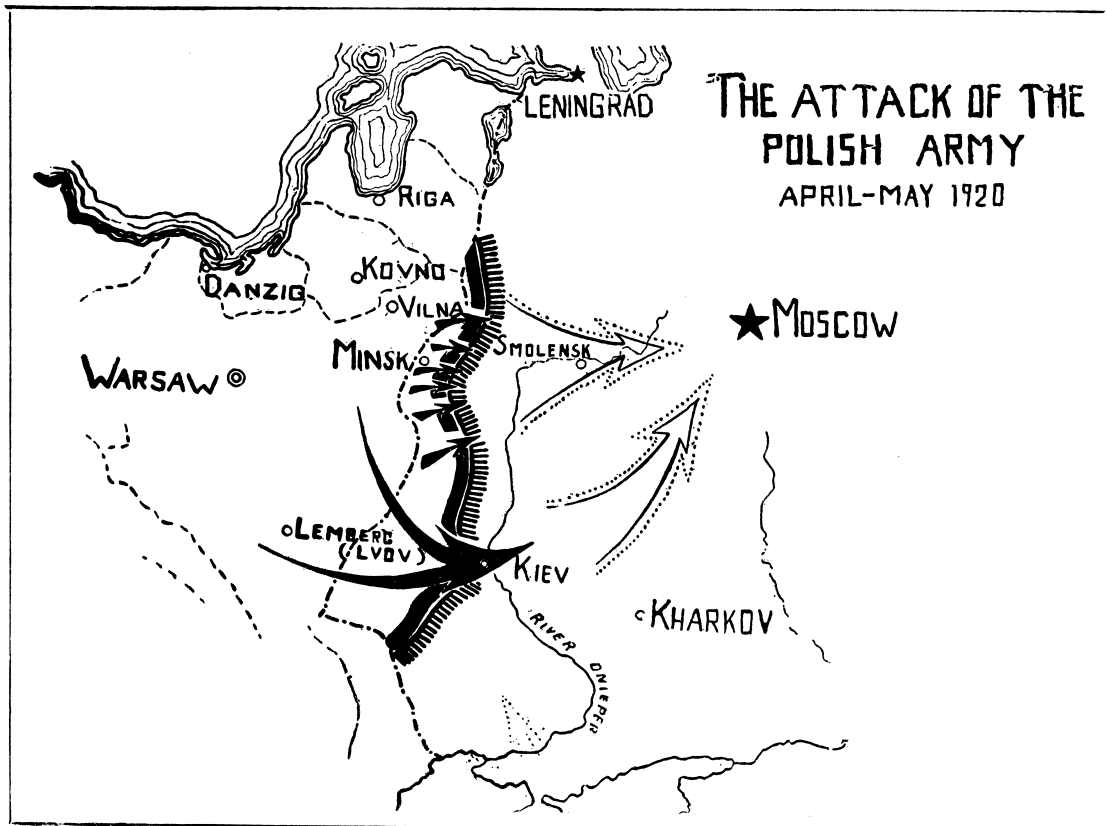 THE ATTACK OF THE
POLISH ARMY
APRIL-MAY 1920
LENINGRAD
RIGA
KOVNO
DANZIG
VILNA
MOSCOW
MINSK
SMOLENSK
WARSAW
LEMBERG
(LVOV)
KIEV
KHARKOV
RIVER DNIEPER